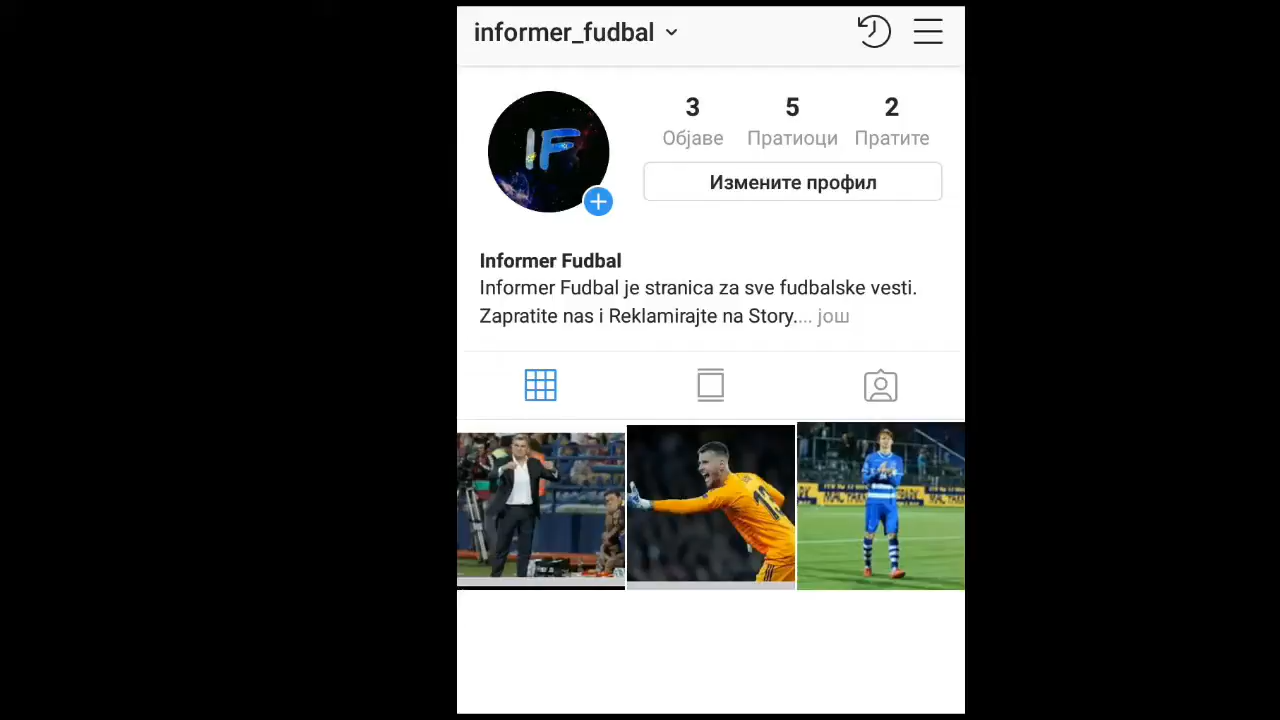 informer_fudbal
3 5 2
Објаве Пратиоци Пратите
IF
Измените профил
Informer Fudbal
Informer Fudbal je stranica za sve fudbalske vesti.
Zapratite nas i Reklamirajte na Story.... још